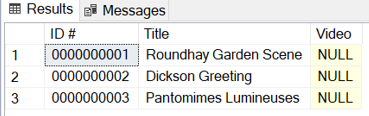 Results Messages
ID # Title Video
1 0000000001 Roundhay Garden Scene NULL
2 0000000002 Dickson Greeting NULL
3 0000000003 Pantomimes Lumineuses NULL